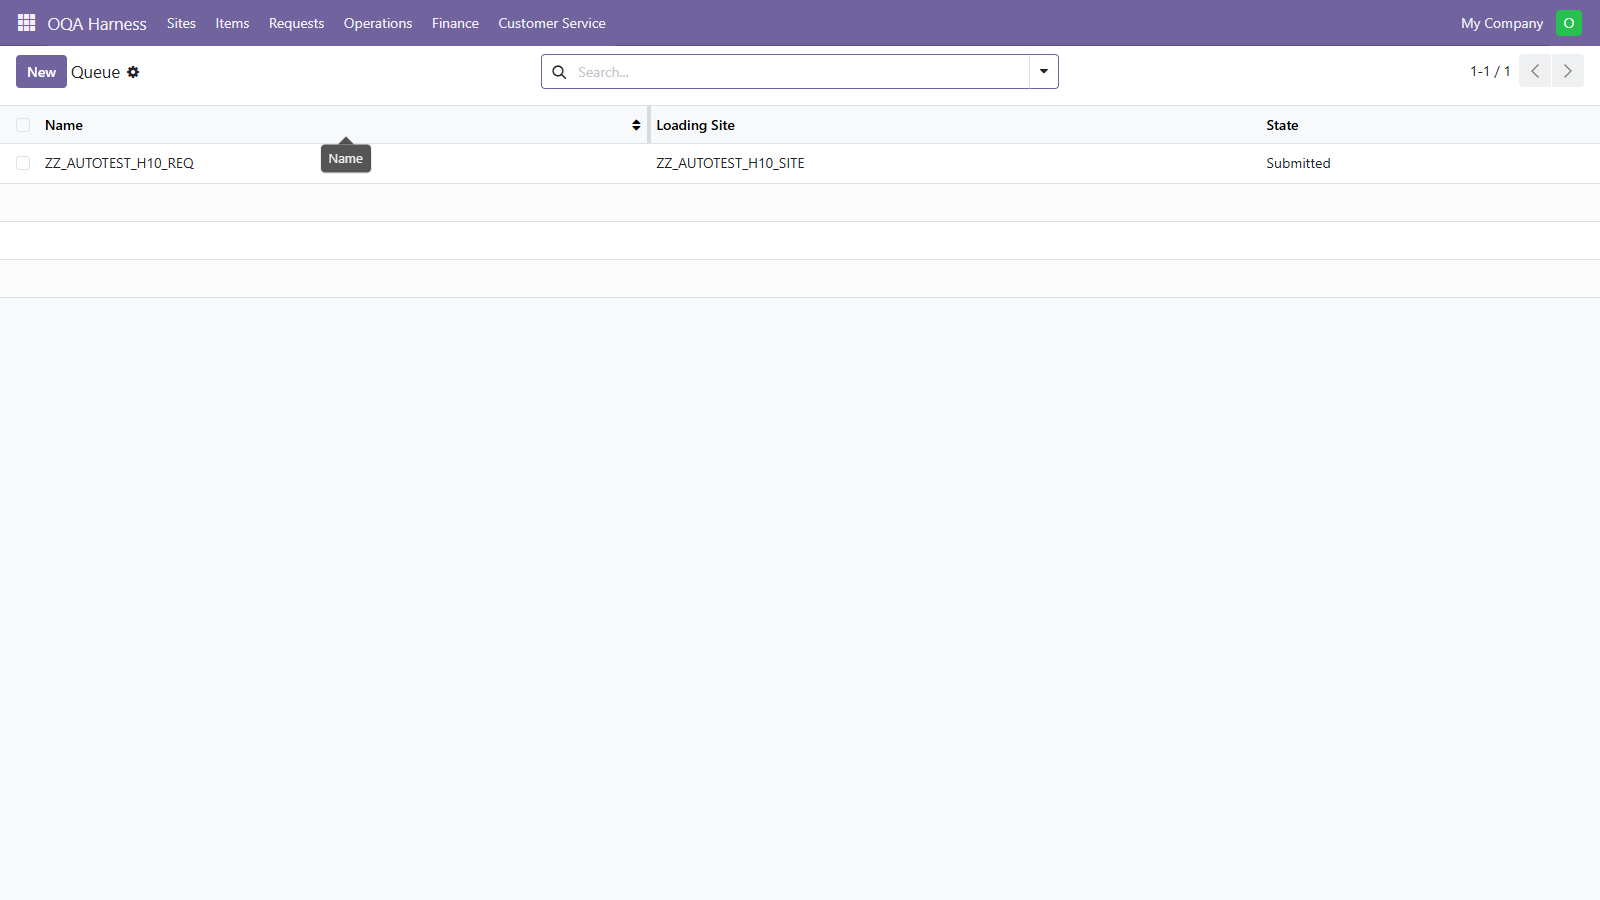 OQA Harness Sites Items Requests Operations Finance Customer Service My Company O
New Queue Search... 1-1 / 1
Name Loading Site State
ZZ_AUTOTEST_H10_REQ ZZ_AUTOTEST_H10_SITE Submitted
Name